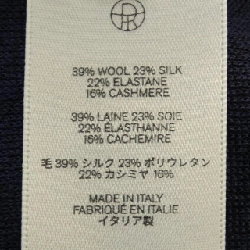 39% WOOL 23% SILK
22% ELASTANE
16% CASHMERE
39% LAINE 23% SOIE
22% ÉLASTHANNE
16% CACHEMIRE
毛 39% シルク 23% ポリウレタン
22% カシミヤ 16%
MADE IN ITALY
FABRIQUÉ EN ITALIE
イタリア製